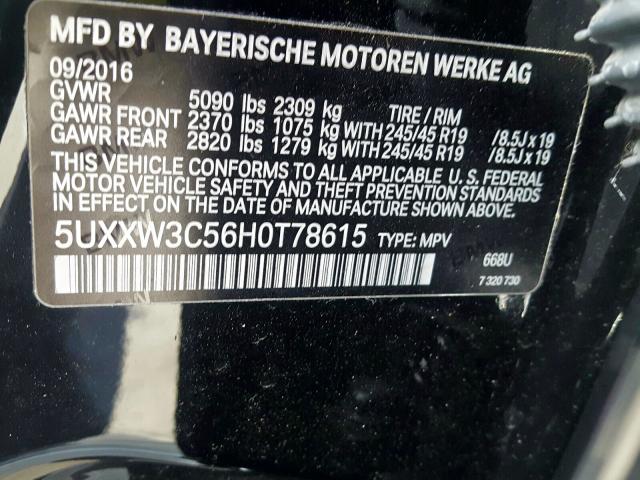 MFD BY BAYERISCHE MOTOREN WERKE AG
09/2016
GVWR 5090 lbs 2309 kg TIRE / RIM
GAWR FRONT 2370 lbs 1075 kg WITH 245/45 R19 / 8.5J x 19
GAWR REAR 2820 lbs 1279 kg WITH 245/45 R19 / 8.5J x 19
THIS VEHICLE CONFORMS TO ALL APPLICABLE U. S. FEDERAL
MOTOR VEHICLE SAFETY AND THEFT PREVENTION STANDARDS
IN EFFECT ON THE DATE OF MANUFACTURE SHOWN ABOVE.
5UXXW3C56H0T78615 TYPE: MPV
668U
7 320 730